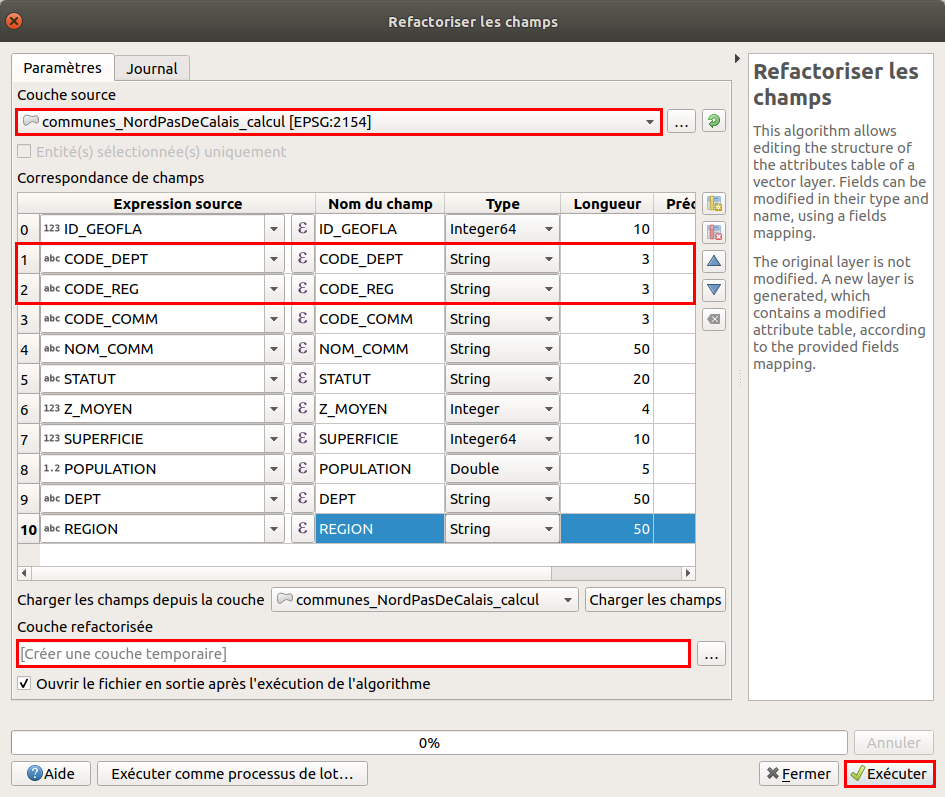 Refactoriser les champs
Paramètres
Journal
Couche source
communes_NordPasDeCalais_calcul [EPSG:2154]
...
Entité(s) sélectionnée(s) uniquement
Correspondance de champs
Expression source Nom du champ Type Longueur Préc
0 123 ID_GEOFLA ε ID_GEOFLA Integer64 10
1 abc CODE_DEPT ε CODE_DEPT String 3
2 abc CODE_REG ε CODE_REG String 3
3 abc CODE_COMM ε CODE_COMM String 3
4 abc NOM_COMM ε NOM_COMM String 50
5 abc STATUT ε STATUT String 20
6 123 Z_MOYEN ε Z_MOYEN Integer 4
7 123 SUPERFICIE ε SUPERFICIE Integer64 10
8 1.2 POPULATION ε POPULATION Double 5
9 abc DEPT ε DEPT String 50
10 abc REGION ε REGION String 50
Charger les champs depuis la couche communes_NordPasDeCalais_calcul Charger les champs
Couche refactorisée
[Créer une couche temporaire]
...
Ouvrir le fichier en sortie après l'exécution de l'algorithme
Refactoriser les
champs
This algorithm allows
editing the structure of
the attributes table of a
vector layer. Fields can be
modified in their type and
name, using a fields
mapping.
The original layer is not
modified. A new layer is
generated, which
contains a modified
attribute table, according
to the provided fields
mapping.
0%
Annuler
Aide
Exécuter comme processus de lot...
Fermer
Exécuter